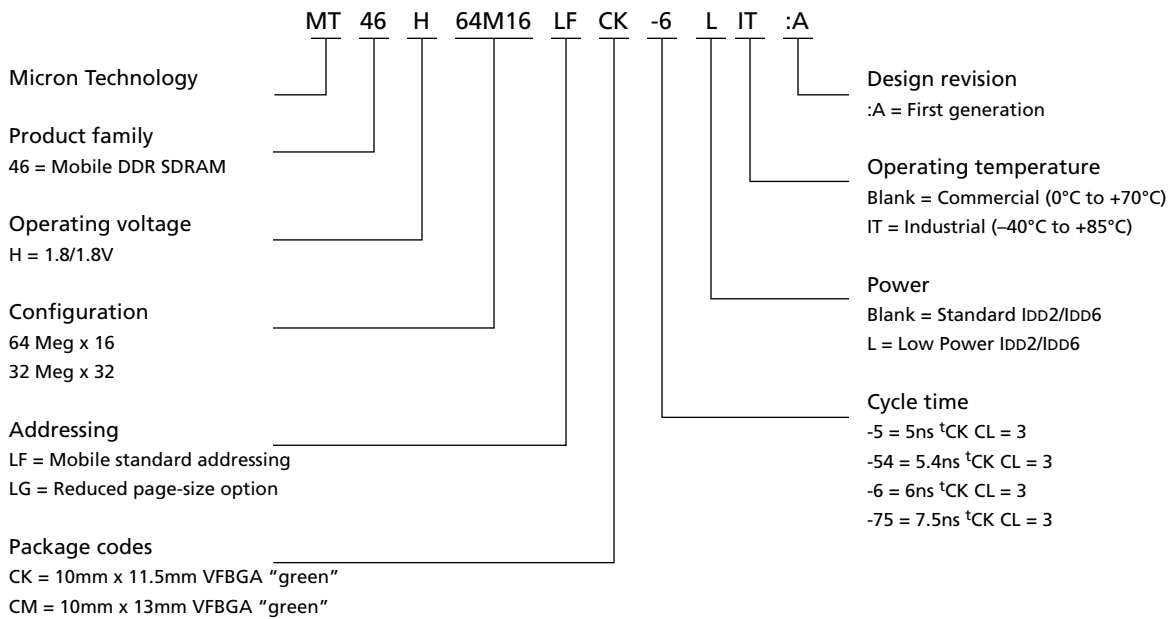 MT 46 H 64M16 LF CK -6 L IT :A
Micron Technology
Product family
46 = Mobile DDR SDRAM
Operating voltage
H = 1.8/1.8V
Configuration
64 Meg x 16
32 Meg x 32
Addressing
LF = Mobile standard addressing
LG = Reduced page-size option
Package codes
CK = 10mm x 11.5mm VFBGA “green”
CM = 10mm x 13mm VFBGA “green”
Design revision
:A = First generation
Operating temperature
Blank = Commercial (0°C to +70°C)
IT = Industrial (–40°C to +85°C)
Power
Blank = Standard IDD2/IDD6
L = Low Power IDD2/IDD6
Cycle time
-5 = 5ns tCK CL = 3
-54 = 5.4ns tCK CL = 3
-6 = 6ns tCK CL = 3
-75 = 7.5ns tCK CL = 3